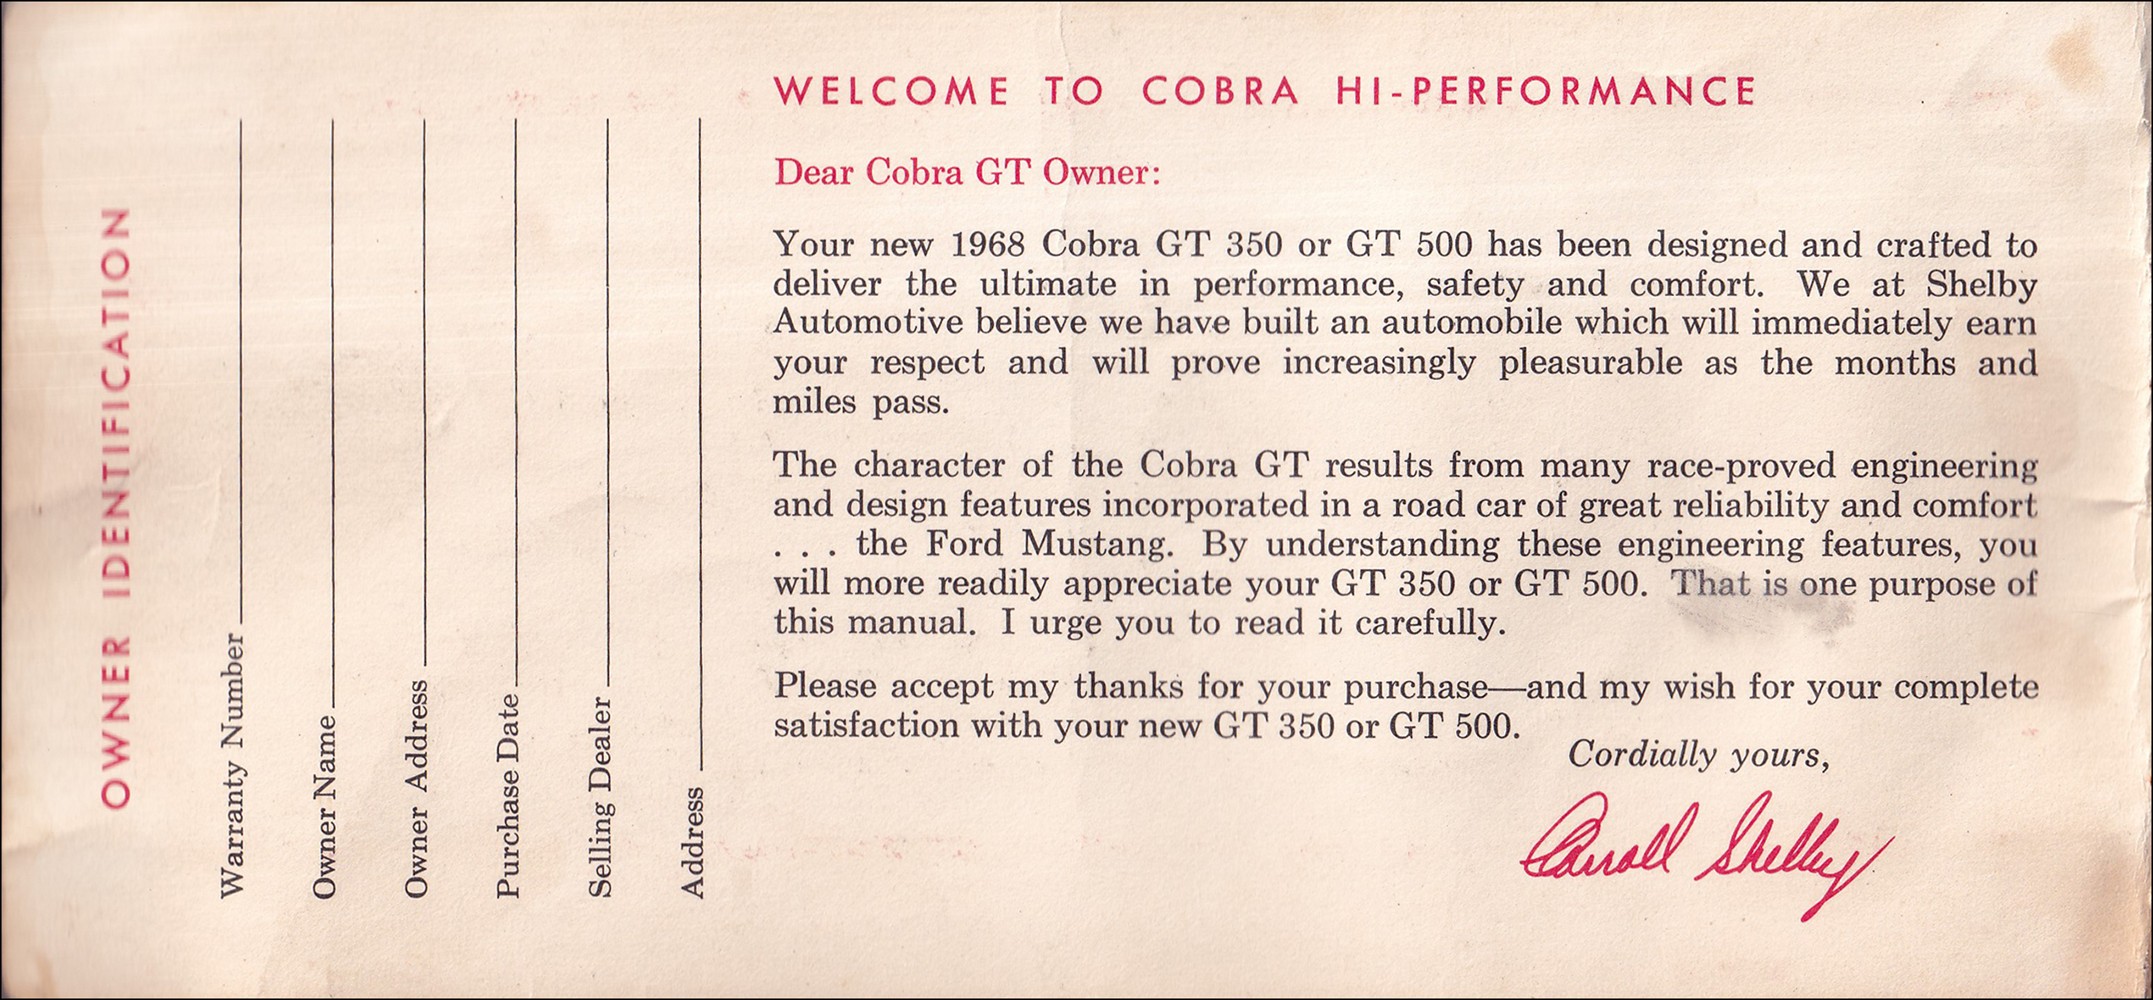 OWNER IDENTIFICATION
Warranty Number
Owner Name
Owner Address
Purchase Date
Selling Dealer
Address
WELCOME TO COBRA HI-PERFORMANCE
Dear Cobra GT Owner:
Your new 1968 Cobra GT 350 or GT 500 has been designed and crafted to
deliver the ultimate in performance, safety and comfort. We at Shelby
Automotive believe we have built an automobile which will immediately earn
your respect and will prove increasingly pleasurable as the months and
miles pass.
The character of the Cobra GT results from many race-proved engineering
and design features incorporated in a road car of great reliability and comfort
. . . the Ford Mustang. By understanding these engineering features, you
will more readily appreciate your GT 350 or GT 500. That is one purpose of
this manual. I urge you to read it carefully.
Please accept my thanks for your purchase—and my wish for your complete
satisfaction with your new GT 350 or GT 500.
Cordially yours,
Carroll Shelby